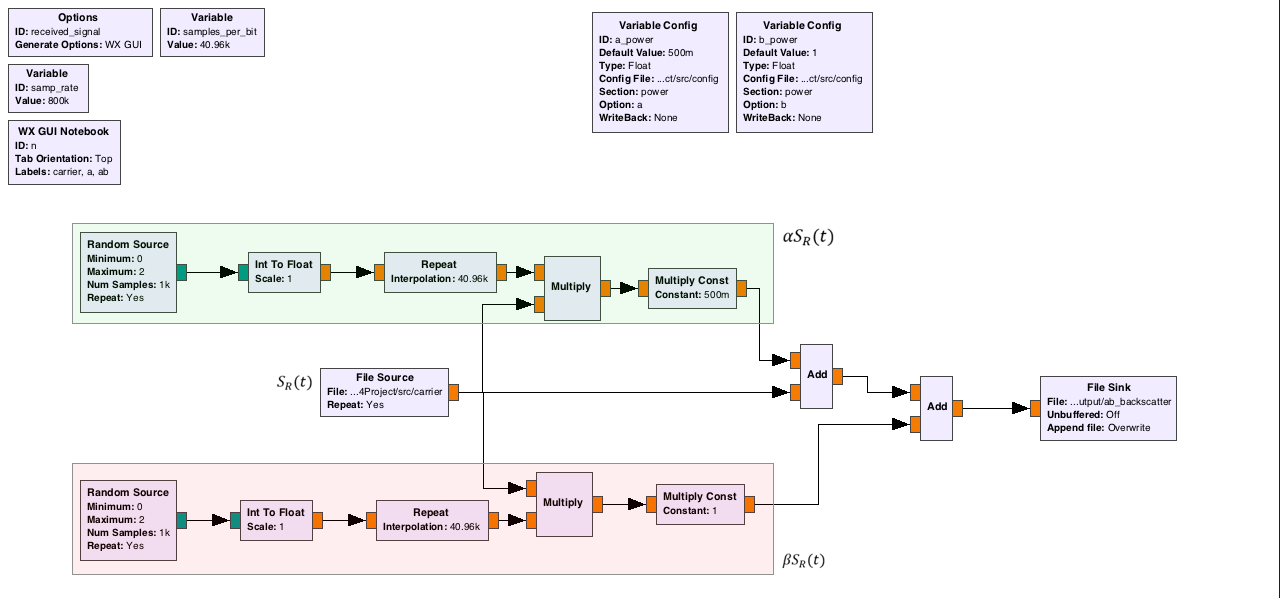 Options
ID: received_signal
Generate Options: WX GUI
Variable
ID: samples_per_bit
Value: 40.96k
Variable
ID: samp_rate
Value: 800k
WX GUI Notebook
ID: n
Tab Orientation: Top
Labels: carrier, a, ab
Variable Config
ID: a_power
Default Value: 500m
Type: Float
Config File: ...ct/src/config
Section: power
Option: a
WriteBack: None
Variable Config
ID: b_power
Default Value: 1
Type: Float
Config File: ...ct/src/config
Section: power
Option: b
WriteBack: None
αS_R(t)
Random Source
Minimum: 0
Maximum: 2
Num Samples: 1k
Repeat: Yes
Int To Float
Scale: 1
Repeat
Interpolation: 40.96k
Multiply
Multiply Const
Constant: 500m
S_R(t)
File Source
File: ...4Project/src/carrier
Repeat: Yes
Add
Add
File Sink
File: ...utput/ab_backscatter
Unbuffered: Off
Append file: Overwrite
Random Source
Minimum: 0
Maximum: 2
Num Samples: 1k
Repeat: Yes
Int To Float
Scale: 1
Repeat
Interpolation: 40.96k
Multiply
Multiply Const
Constant: 1
βS_R(t)